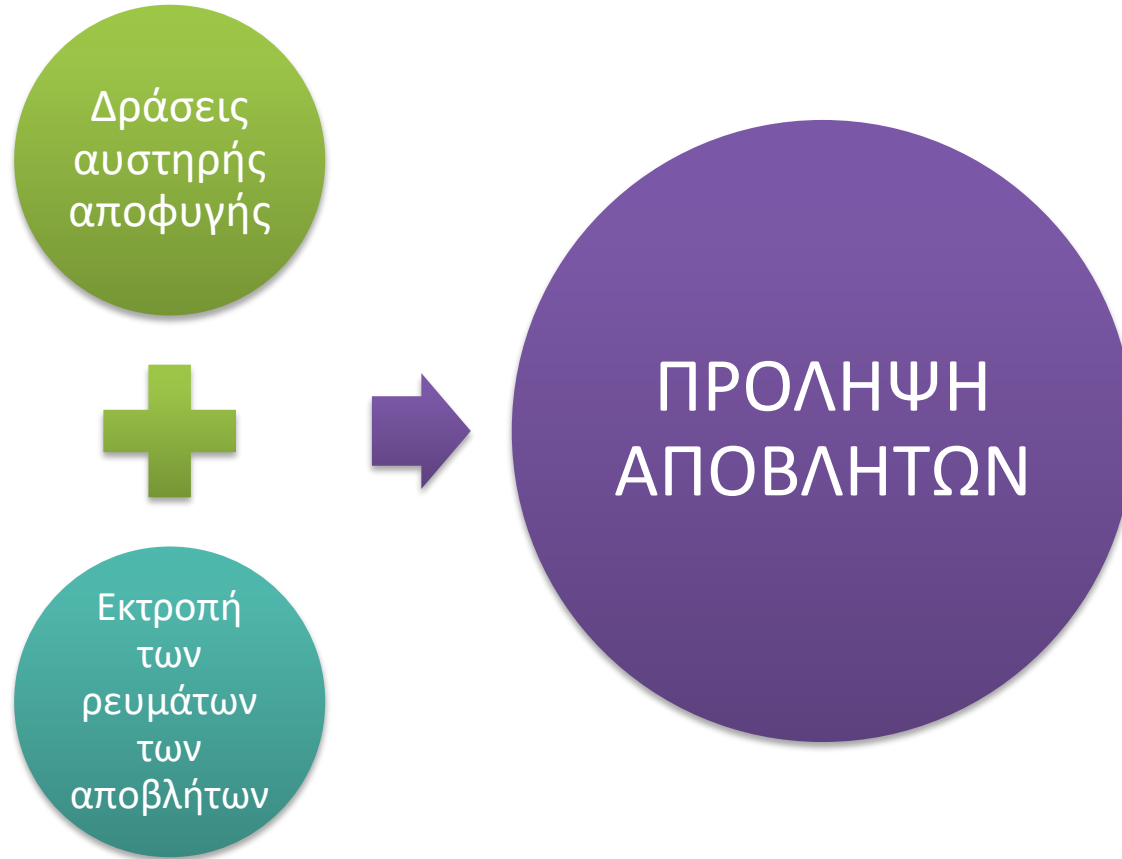 Δράσεις
αυστηρής
αποφυγής
Εκτροπή
των
ρευμάτων
των
αποβλήτων
ΠΡΟΛΗΨΗ
ΑΠΟΒΛΗΤΩΝ